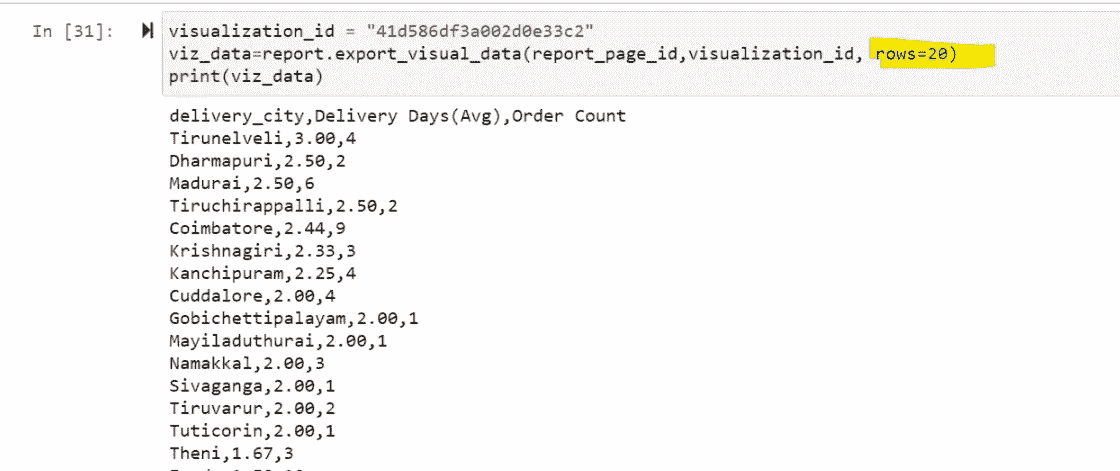 In [31]:
visualization_id = "41d586df3a002d0e33c2"
viz_data=report.export_visual_data(report_page_id,visualization_id, rows=20)
print(viz_data)
delivery_city,Delivery Days(Avg),Order Count
Tirunelveli,3.00,4
Dharmapuri,2.50,2
Madurai,2.50,6
Tiruchirappalli,2.50,2
Coimbatore,2.44,9
Krishnagiri,2.33,3
Kanchipuram,2.25,4
Cuddalore,2.00,4
Gobichettipalayam,2.00,1
Mayiladuthurai,2.00,1
Namakkal,2.00,3
Sivaganga,2.00,1
Tiruvarur,2.00,2
Tuticorin,2.00,1
Theni,1.67,3